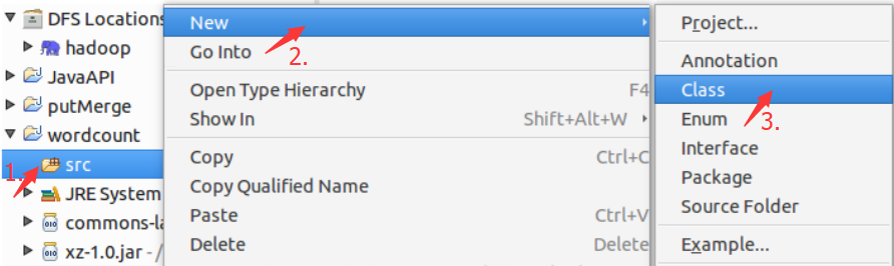 DFS Locations
hadoop
JavaAPI
putMerge
wordcount
1. src
JRE System
commons-la
xz-1.0.jar - /
New
2.
Go Into
Open Type Hierarchy F4
Show In Shift+Alt+W
Copy Ctrl+C
Copy Qualified Name
Paste Ctrl+V
Delete Delete
Project...
Annotation
Class
3.
Enum
Interface
Package
Source Folder
Example...